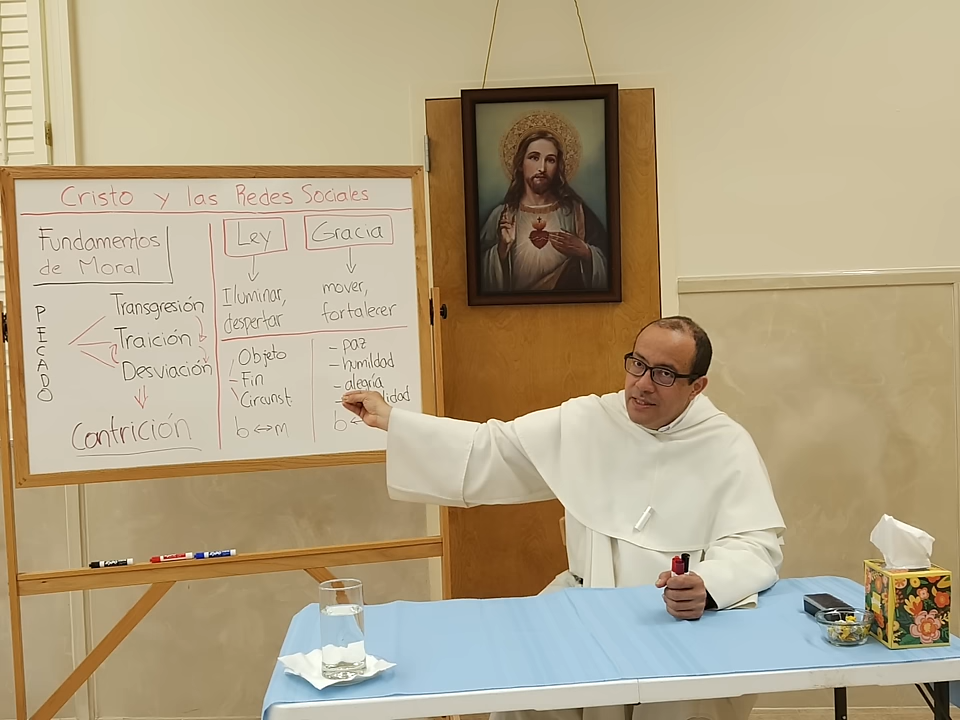 Cristo y las Redes Sociales
Fundamentos
de Moral
PECADO
Transgresión
Traición
Desviación
Contrición
Ley
Iluminar,
despertar
Objeto
Fin
Circunst.
b ↔ m
Gracia
mover,
fortalecer
- paz
- humildad
- alegría
b